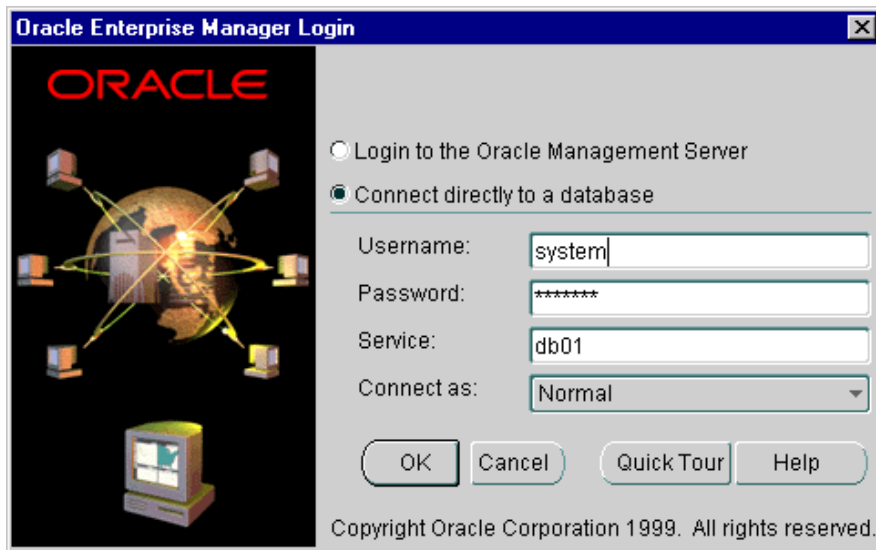 Oracle Enterprise Manager Login
ORACLE
Login to the Oracle Management Server
Connect directly to a database
Username: system
Password: *******
Service: db01
Connect as: Normal
OK Cancel Quick Tour Help
Copyright Oracle Corporation 1999. All rights reserved.